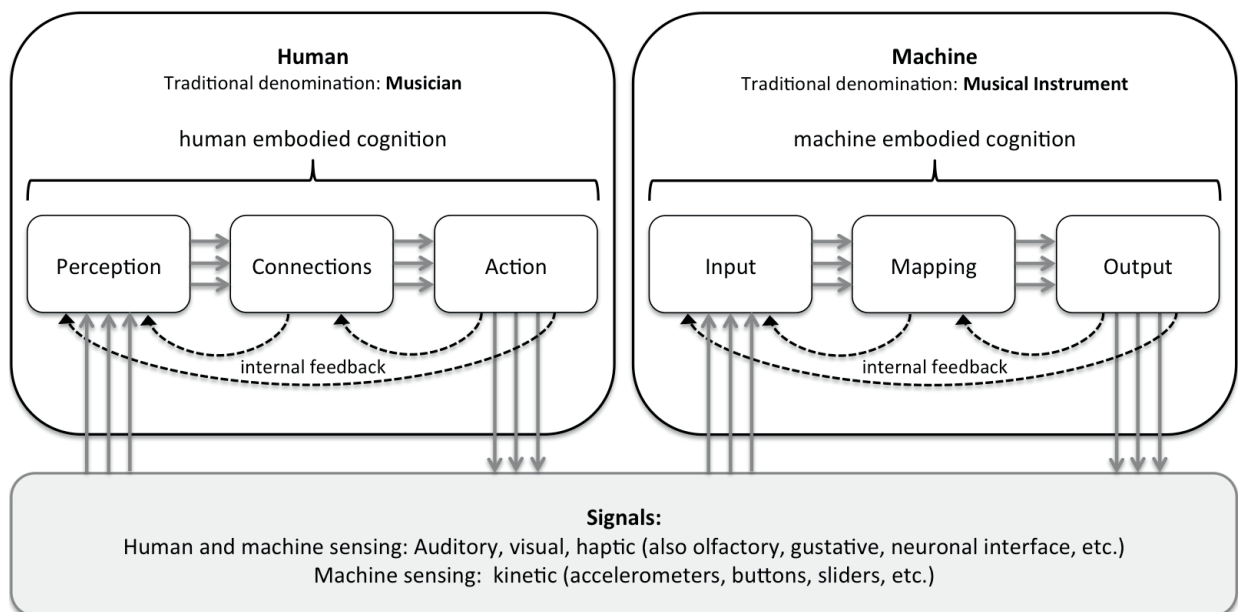 Human
Traditional denomination: Musician
human embodied cognition
Perception
Connections
Action
internal feedback
Machine
Traditional denomination: Musical Instrument
machine embodied cognition
Input
Mapping
Output
internal feedback
Signals:
Human and machine sensing: Auditory, visual, haptic (also olfactory, gustative, neuronal interface, etc.)
Machine sensing:  kinetic (accelerometers, buttons, sliders, etc.)